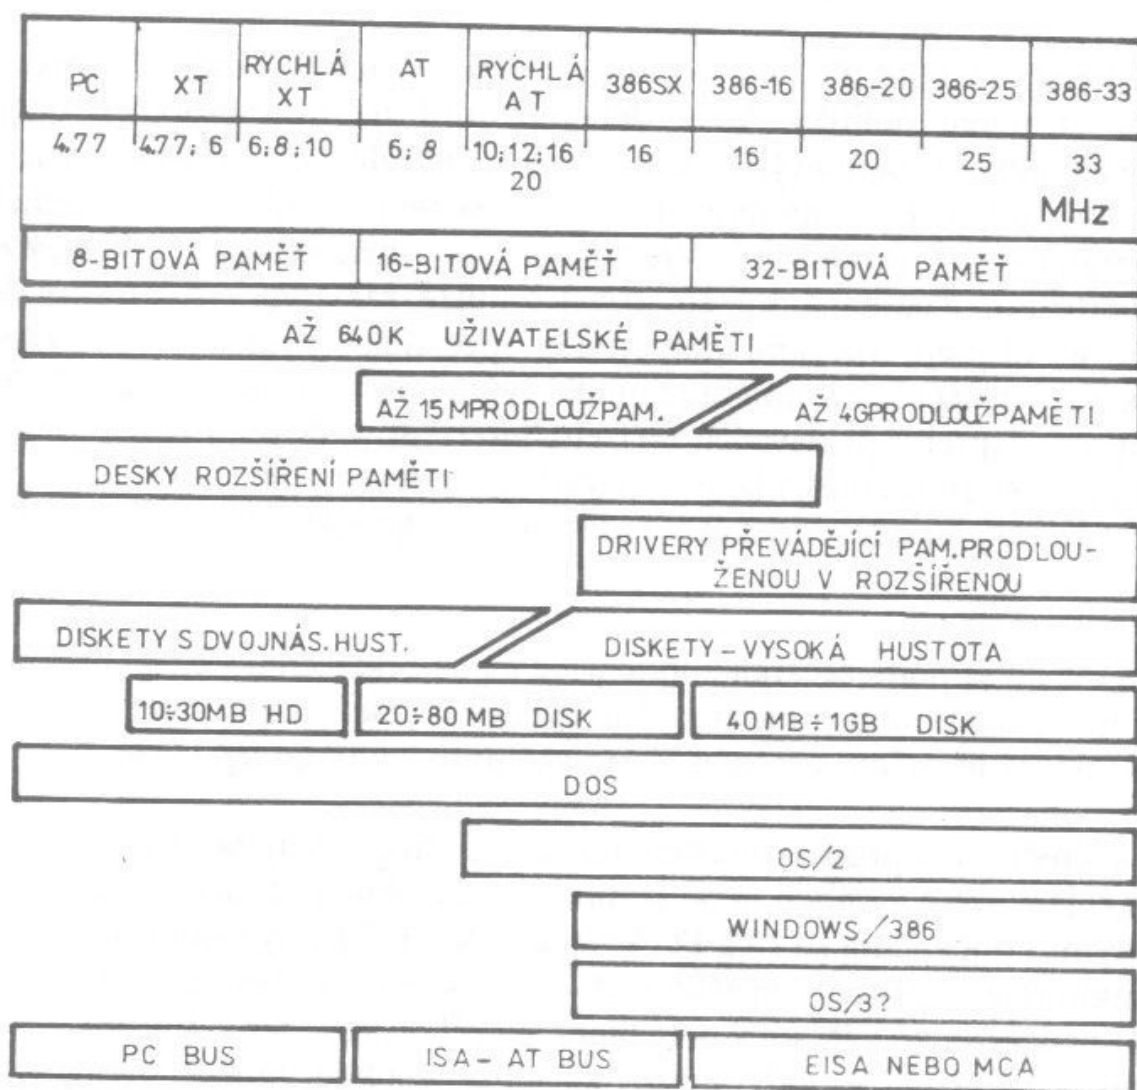 PC XT RYCHLÁ XT AT RYCHLÁ AT 386SX 386-16 386-20 386-25 386-33
4.77 4.77; 6 6;8;10 6; 8 10;12;16 20 16 16 20 25 33
MHz
8-BITOVÁ PAMĚŤ 16-BITOVÁ PAMĚŤ 32-BITOVÁ PAMĚŤ
AŽ 640K UŽIVATELSKÉ PAMĚTI
AŽ 15 MPRODLOUŽPAM. AŽ 4GPRODLOUŽPAMĚTI
DESKY ROZŠÍŘENÍ PAMĚTI
DRIVERY PŘEVÁDĚJÍCÍ PAM.PRODLOU-
ŽENOU V ROZŠÍŘENOU
DISKETY S DVOJNÁS.HUST. DISKETY-VYSOKÁ HUSTOTA
10÷30MB HD 20÷80 MB DISK 40 MB÷1GB DISK
DOS
OS/2
WINDOWS/386
OS/3?
PC BUS ISA- AT BUS EISA NEBO MCA